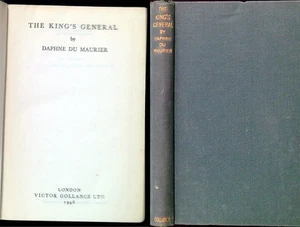 THE KING'S GENERAL
by
DAPHNE DU MAURIER
LONDON
VICTOR GOLLANCZ LTD
1946
THE
KING'S
GENERAL
BY
DAPHNE
DU
MAURIER
GOLLANCZ